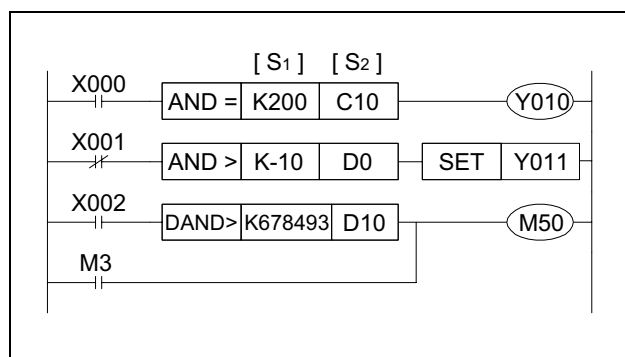 [ S1 ] [ S2 ]
X000
AND = K200 C10 Y010
X001
AND > K-10 D0 SET Y011
X002
DAND> K678493 D10 M50
M3